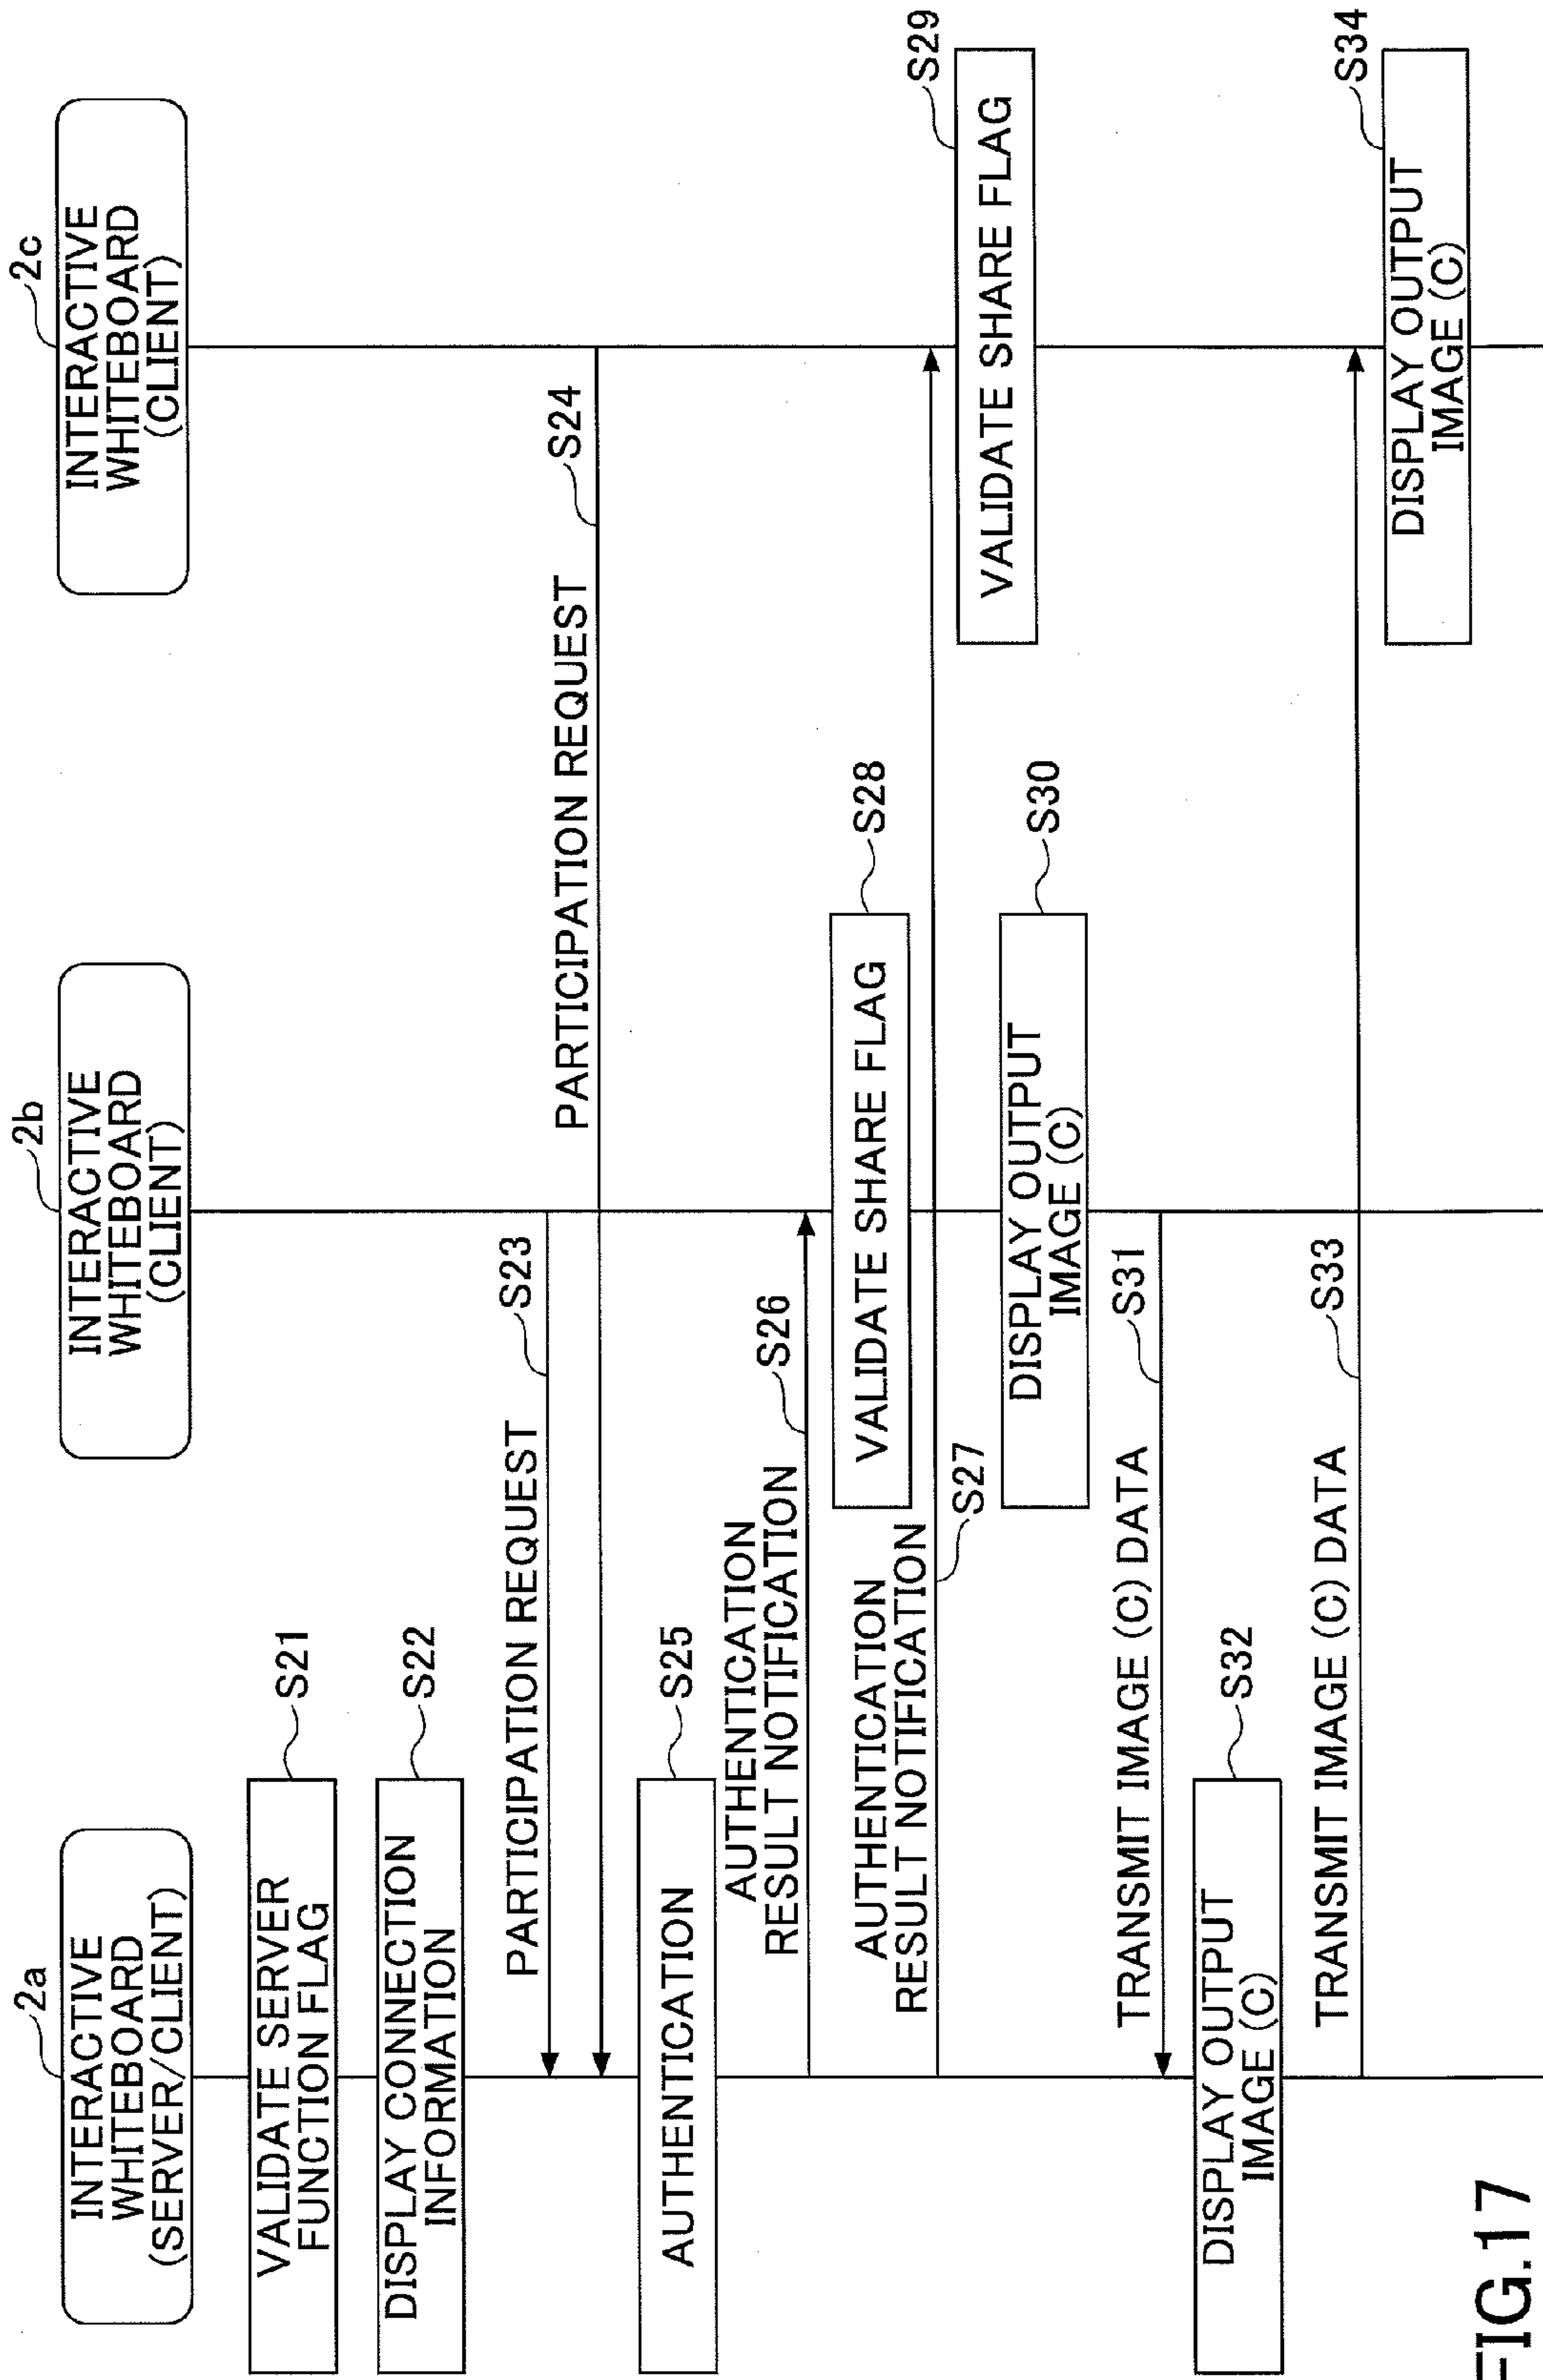 2a
INTERACTIVE
WHITEBOARD
(SERVER/CLIENT)
2b
INTERACTIVE
WHITEBOARD
(CLIENT)
2c
INTERACTIVE
WHITEBOARD
(CLIENT)
VALIDATE SERVER
FUNCTION FLAG
S21
DISPLAY CONNECTION
INFORMATION
S22
PARTICIPATION REQUEST
S23
PARTICIPATION REQUEST
S24
AUTHENTICATION
S25
AUTHENTICATION
RESULT NOTIFICATION
S26
VALIDATE SHARE FLAG
S28
AUTHENTICATION
RESULT NOTIFICATION
S27
VALIDATE SHARE FLAG
S29
DISPLAY OUTPUT
IMAGE (C)
S30
TRANSMIT IMAGE (C) DATA
S31
DISPLAY OUTPUT
IMAGE (C)
S32
TRANSMIT IMAGE (C) DATA
S33
DISPLAY OUTPUT
IMAGE (C)
S34
FIG.17